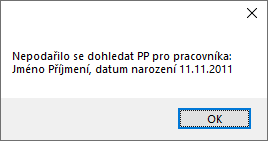 Nepodařilo se dohledat PP pro pracovníka:
Jméno Příjmení, datum narození 11.11.2011
OK